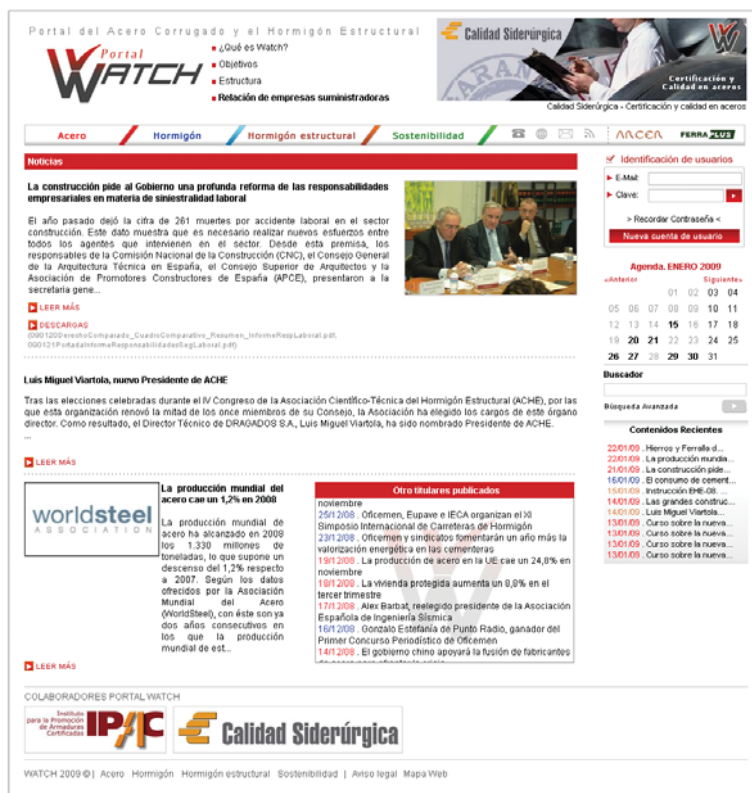 Portal del Acero Corrugado y el Hormigón Estructural
Portal
WATCH
¿Qué es Watch?
Objetivos
Estructura
Relación de empresas suministradoras
Calidad Siderúrgica
Certificación y
Calidad en aceros
Calidad Siderúrgica - Certificación y calidad en aceros
Acero Hormigón Hormigón estructural Sostenibilidad ARCER FERRAPLUS
Noticias
La construcción pide al Gobierno una profunda reforma de las responsabilidades
empresariales en materia de siniestralidad laboral
El año pasado dejó la cifra de 261 muertes por accidente laboral en el sector
construcción. Este dato muestra que es necesario realizar nuevos esfuerzos entre
todos los agentes que intervienen en el sector. Desde esta premisa, los
responsables de la Comisión Nacional de la Construcción (CNC), el Consejo General
de la Arquitectura Técnica en España, el Consejo Superior de Arquitectos y la
Asociación de Promotores Constructores de España (APCE), presentaron a la
secretaria gene...
LEER MÁS
DESCARGAS
(090120DerechoComparado_CuadroComparativo_Resumen_InformeRespLaboral.pdf,
090121PortadaInformeResponsabilidadesSegLaboral.pdf)
Luis Miguel Viartola, nuevo Presidente de ACHE
Tras las elecciones celebradas durante el IV Congreso de la Asociación Científico-Técnica del Hormigón Estructural (ACHE), por las
que esta organización renovó la mitad de los once miembros de su Consejo, la Asociación ha elegido los cargos de este órgano
director. Como resultado, el Director Técnico de DRAGADOS S.A., Luis Miguel Viartola, ha sido nombrado Presidente de ACHE.
...
LEER MÁS
worldsteel
ASSOCIATION
La producción mundial del
acero cae un 1,2% en 2008
La producción mundial de
acero ha alcanzado en 2008
los 1.330 millones de
toneladas, lo que supone un
descenso del 1,2% respecto
a 2007. Según los datos
ofrecidos por la Asociación
Mundial del Acero
(WorldSteel), con éste son ya
dos años consecutivos en
los que la producción
mundial de est...
LEER MÁS
Otro titulares publicados
noviembre
25/12/08 . Oficemen, Eupave e IECA organizan el XI
Simposio Internacional de Carreteras de Hormigón
23/12/08 . Oficemen y sindicatos fomentarán un año más la
valorización energética en las cementeras
19/12/08 . La producción de acero en la UE cae un 24,8% en
noviembre
18/12/08 . La vivienda protegida aumenta un 8,8% en el
tercer trimestre
17/12/08 . Alex Barbat, reelegido presidente de la Asociación
Española de Ingeniería Sísmica
16/12/08 . Gonzalo Estefanía de Punto Radio, ganador del
Primer Concurso Periodístico de Oficemen
14/12/08 . El gobierno chino apoyará la fusión de fabricantes
de acero para afrontar la crisis
Identificación de usuarios
E-Mail:
Clave:
> Recordar Contraseña <
Nueva cuenta de usuario
Agenda. ENERO 2009
«Anterior Siguiente»
01 02 03 04
05 06 07 08 09 10 11
12 13 14 15 16 17 18
19 20 21 22 23 24 25
26 27 28 29 30 31
Buscador
Búsqueda Avanzada
Contenidos Recientes
22/01/09 . Hierros y Ferralla d...
22/01/09 . La producción mundia...
21/01/09 . La construcción pide...
16/01/09 . El consumo de cement...
15/01/09 . Instrucción EHE-08, ...
14/01/09 . Las grandes construc...
14/01/09 . Luis Miguel Viartola...
13/01/09 . Curso sobre la nueva...
13/01/09 . Curso sobre la nueva...
13/01/09 . Curso sobre la nueva...
13/01/09 . Curso sobre la nueva...
COLABORADORES PORTAL WATCH
Instituto
para la Promoción
de Armaduras
Certificadas
IPAC
Calidad Siderúrgica
WATCH 2009 © | Acero Hormigón Hormigón estructural Sostenibilidad | Aviso legal Mapa Web